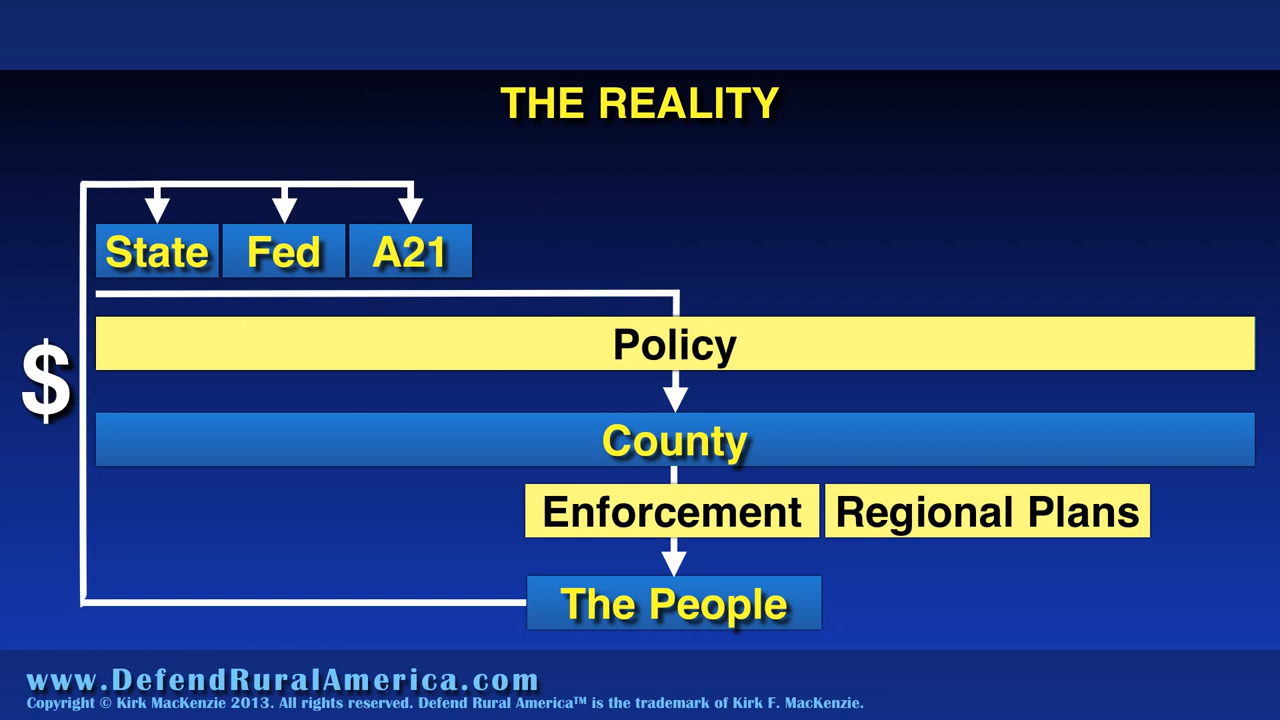 THE REALITY
State Fed A21
Policy
$
County
Enforcement Regional Plans
The People
www.DefendRuralAmerica.com
Copyright © Kirk MacKenzie 2013. All rights reserved. Defend Rural America™ is the trademark of Kirk F. MacKenzie.